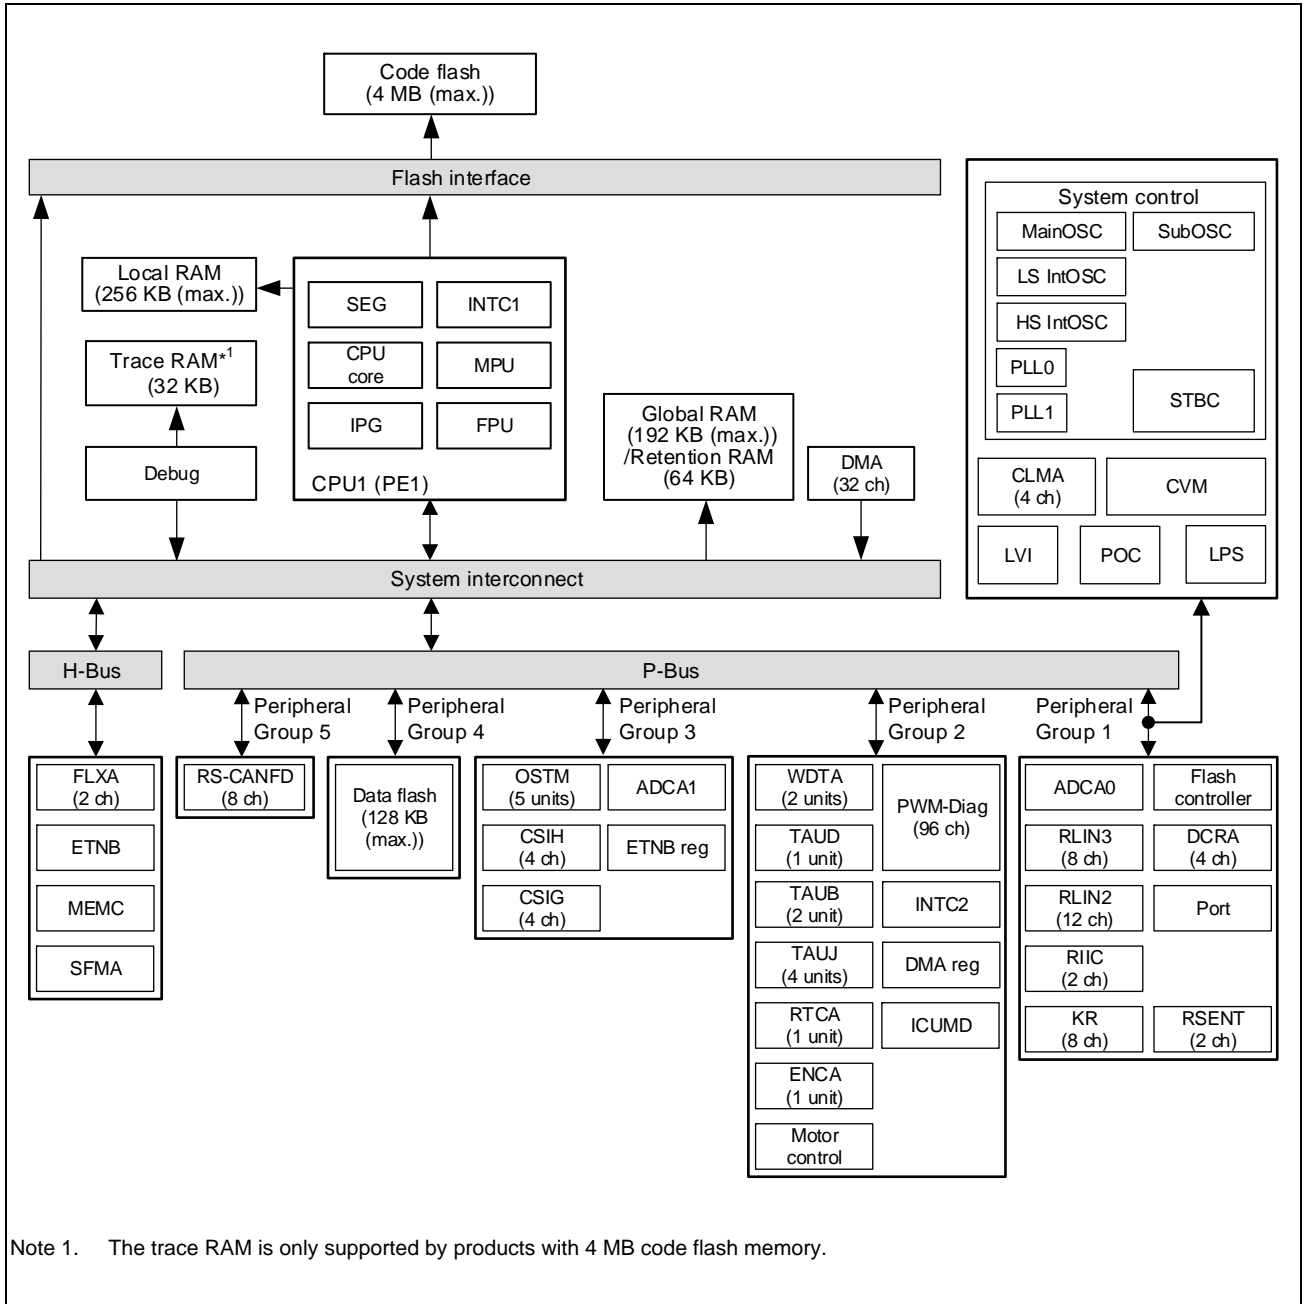 Code flash
(4 MB (max.))
Flash interface
Local RAM
(256 KB (max.))
Trace RAM*1
(32 KB)
Debug
SEG
INTC1
CPU
core
MPU
IPG
FPU
CPU1 (PE1)
Global RAM
(192 KB (max.))
/Retention RAM
(64 KB)
DMA
(32 ch)
System control
MainOSC
SubOSC
LS IntOSC
HS IntOSC
PLL0
PLL1
STBC
CLMA
(4 ch)
CVM
LVI
POC
LPS
System interconnect
H-Bus
P-Bus
Peripheral
Group 5
Peripheral
Group 4
Peripheral
Group 3
Peripheral
Group 2
Peripheral
Group 1
FLXA
(2 ch)
ETNB
MEMC
SFMA
RS-CANFD
(8 ch)
Data flash
(128 KB
(max.))
OSTM
(5 units)
ADCA1
CSIH
(4 ch)
ETNB reg
CSIG
(4 ch)
WDTA
(2 units)
PWM-Diag
(96 ch)
TAUD
(1 unit)
TAUB
(2 unit)
INTC2
TAUJ
(4 units)
DMA reg
RTCA
(1 unit)
ICUMD
ENCA
(1 unit)
Motor
control
ADCA0
Flash
controller
RLIN3
(8 ch)
DCRA
(4 ch)
RLIN2
(12 ch)
Port
RIIC
(2 ch)
KR
(8 ch)
RSENT
(2 ch)
Note 1. The trace RAM is only supported by products with 4 MB code flash memory.